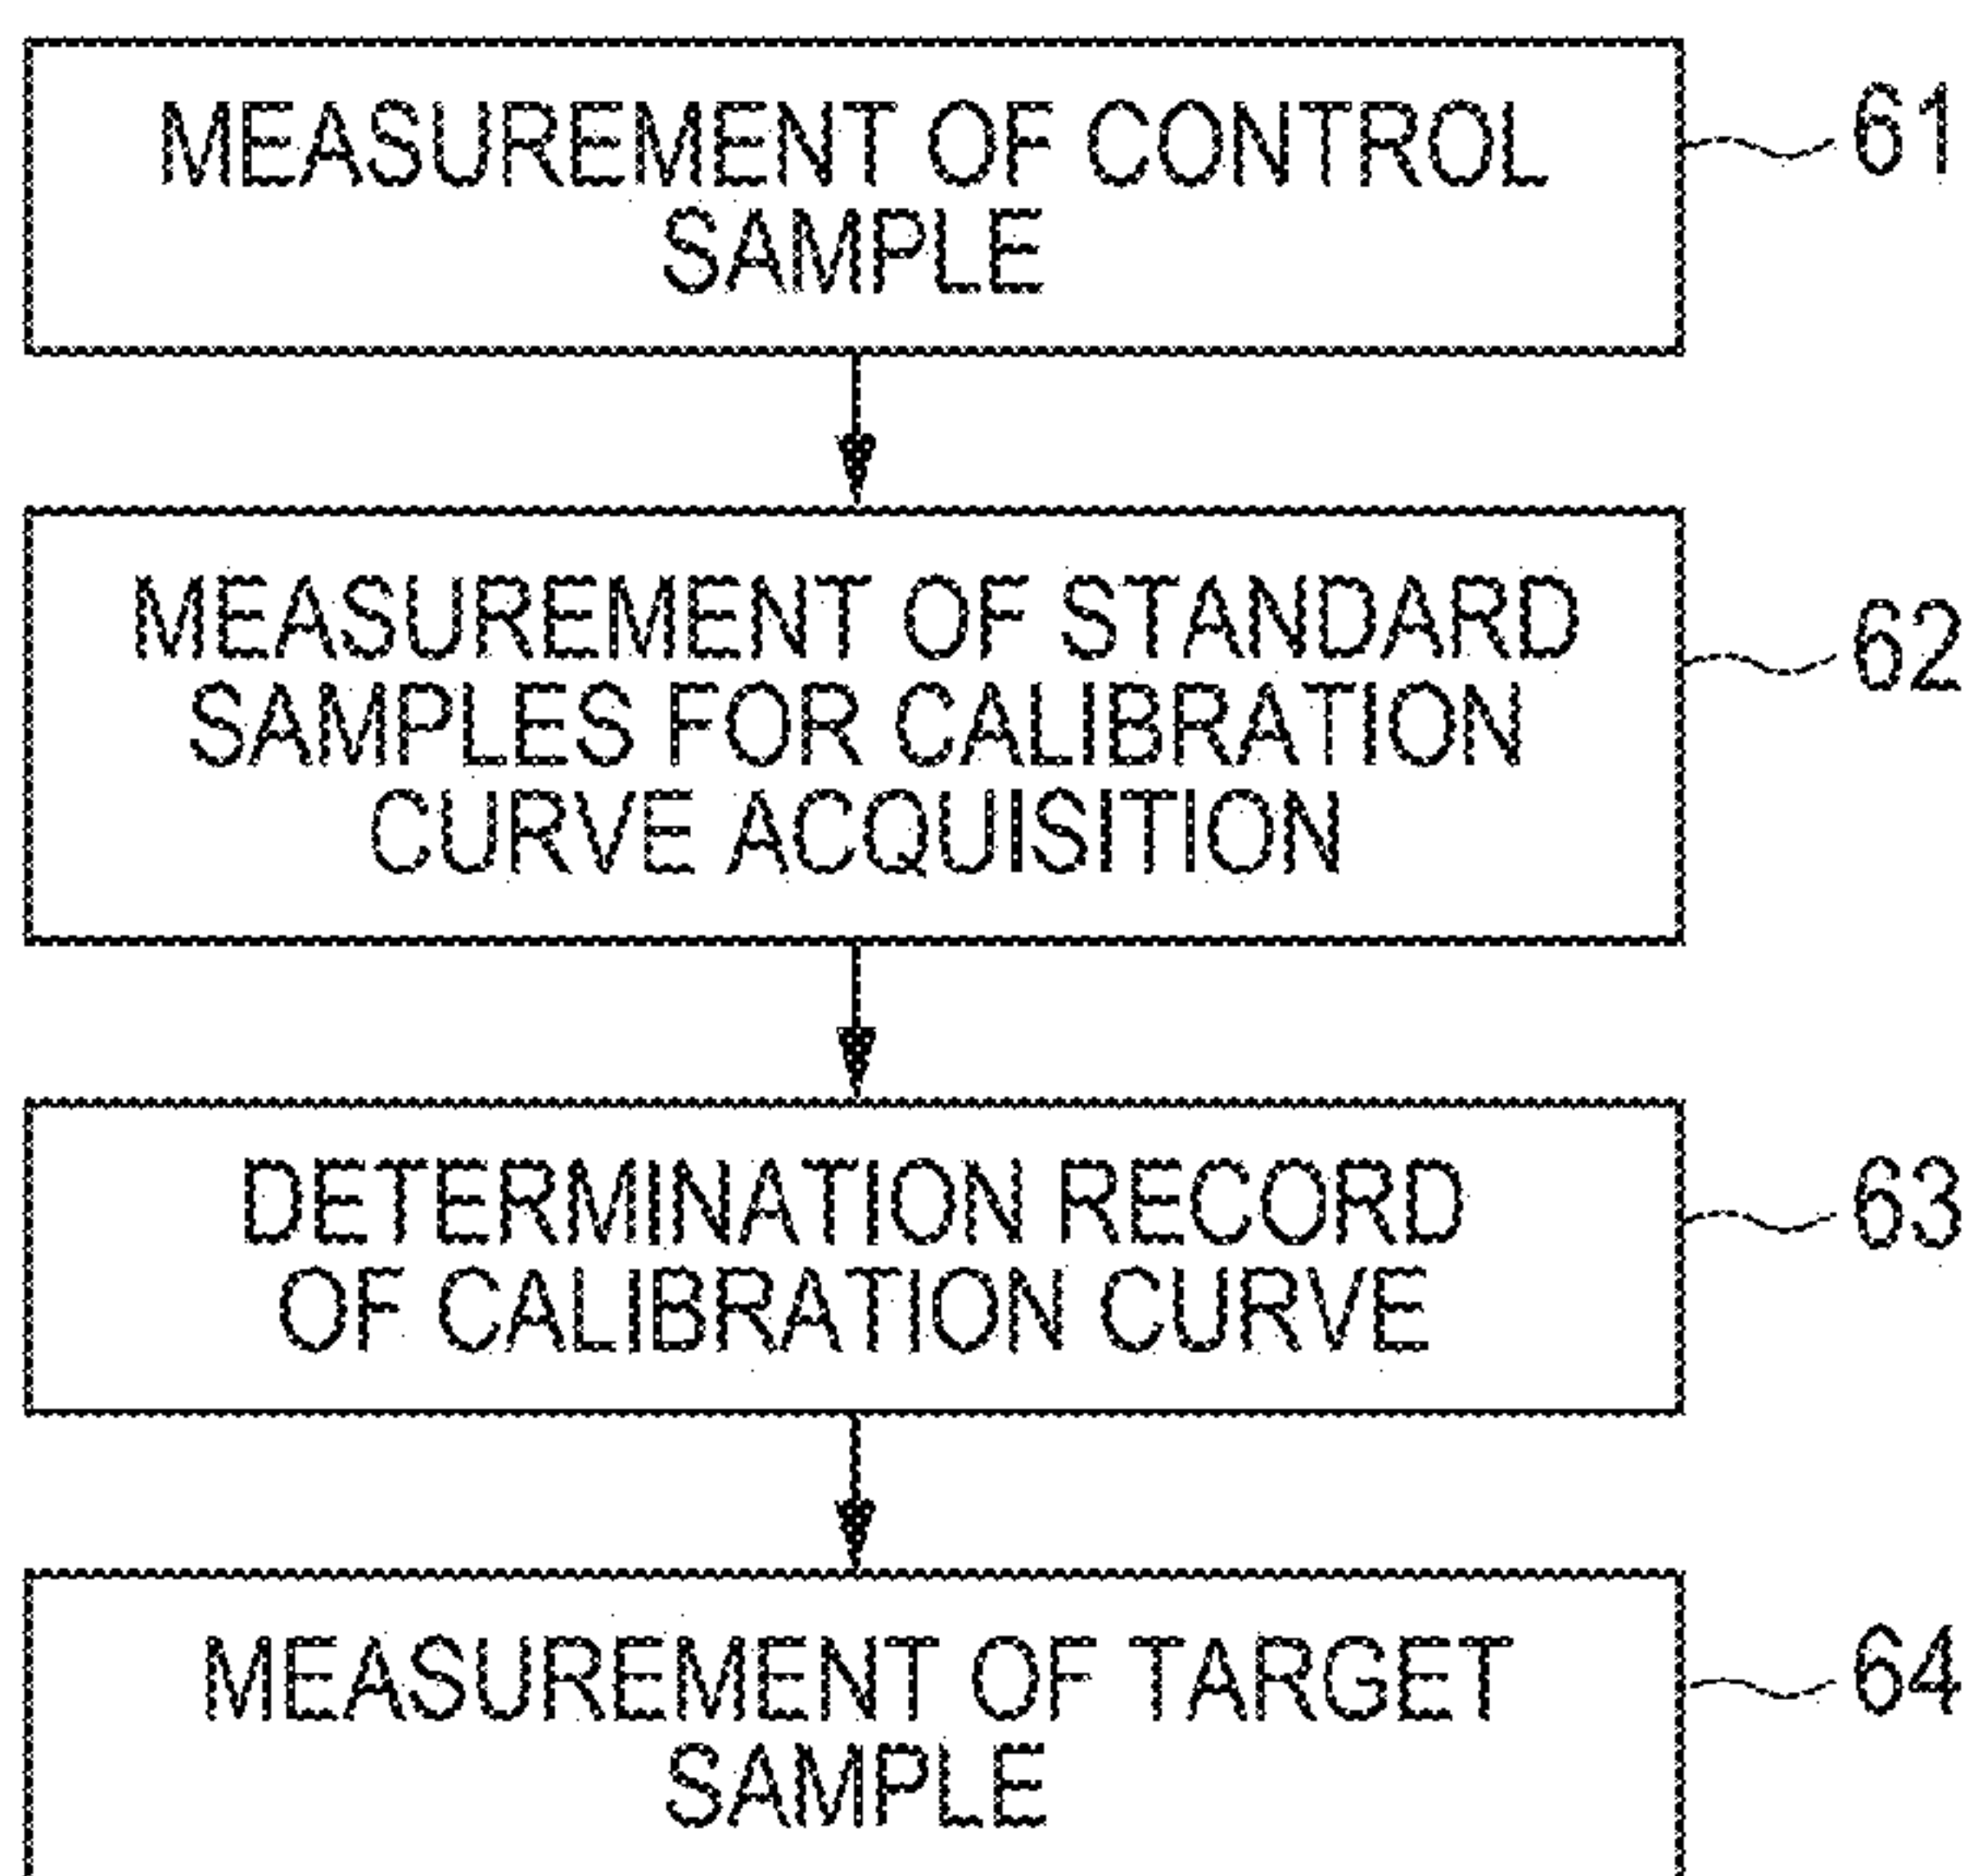 MEASUREMENT OF CONTROL
SAMPLE
61
MEASUREMENT OF STANDARD
SAMPLES FOR CALIBRATION
CURVE ACQUISITION
62
DETERMINATION RECORD
OF CALIBRATION CURVE
63
MEASUREMENT OF TARGET
SAMPLE
64